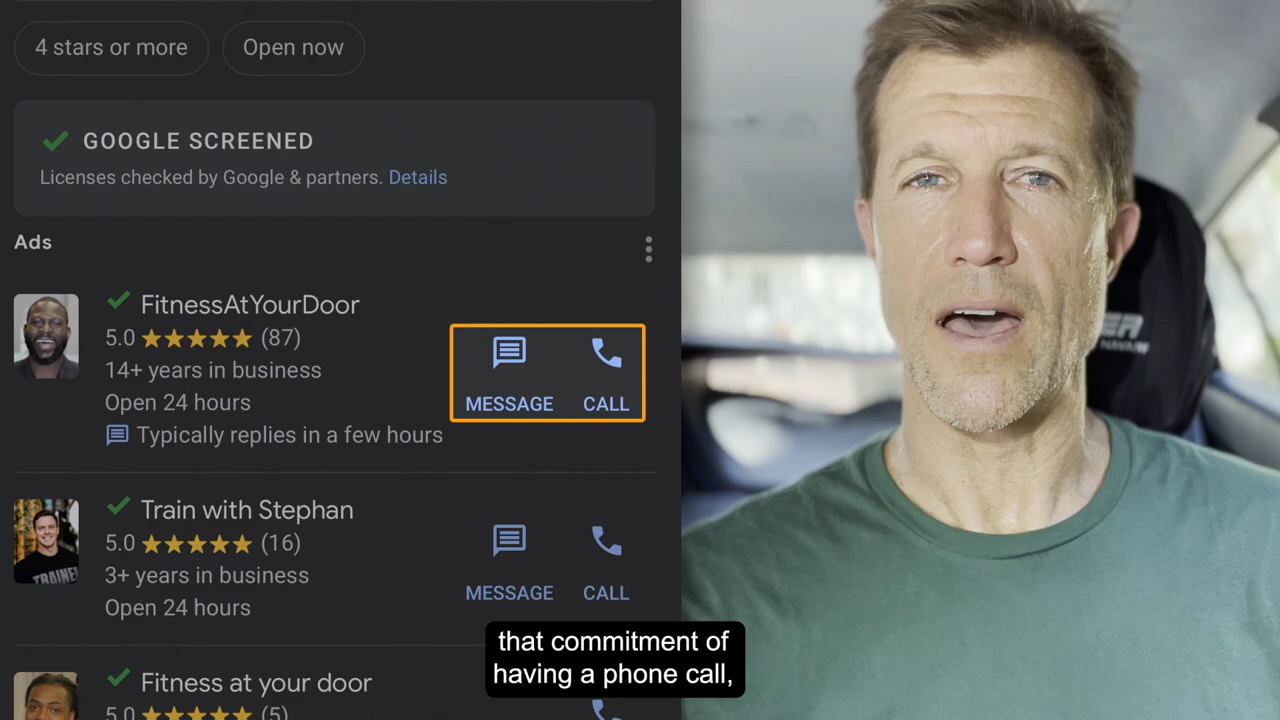 4 stars or more
Open now
GOOGLE SCREENED
Licenses checked by Google & partners. Details
Ads
FitnessAtYourDoor
5.0 (87)
14+ years in business
Open 24 hours
Typically replies in a few hours
MESSAGE CALL
Train with Stephan
5.0 (16)
3+ years in business
Open 24 hours
MESSAGE CALL
Fitness at your door
5.0 (5)
that commitment of
having a phone call,